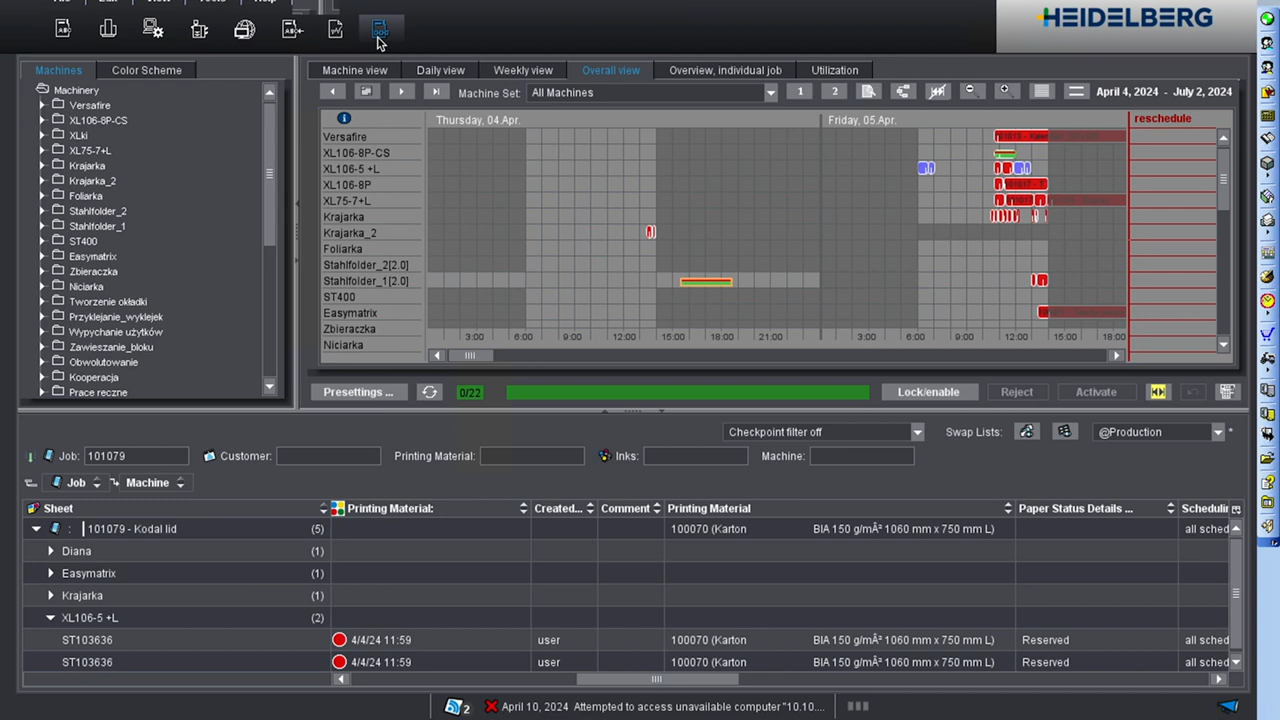 View
Tools
Help
HEIDELBERG
Machines
Color Scheme
Machinery
Versafire
XL106-8P-CS
XLki
XL75-7+L
Krajarka
Krajarka_2
Foliarka
Stahlfolder_2
Stahlfolder_1
ST400
Easymatrix
Zbieraczka
Niciarka
Tworzenie okładki
Przyklejanie_wyklejek
Wypychanie użytków
Zawieszanie_bloku
Obwolutowanie
Kooperacja
Prace reczne
Machine view
Daily view
Weekly view
Overall view
Overview, individual job
Utilization
Machine Set:
All Machines
1
2
April 4, 2024 - July 2, 2024
Thursday, 04.Apr.
Friday, 05.Apr.
reschedule
Versafire
XL106-8P-CS
XL106-5 +L
XL106-8P
XL75-7+L
Krajarka
Krajarka_2
Foliarka
Stahlfolder_2[2.0]
Stahlfolder_1[2.0]
ST400
Easymatrix
Zbieraczka
Niciarka
3:00
6:00
9:00
12:00
15:00
18:00
21:00
6:00
9:00
12:00
15:00
18:00
Presettings ...
0/22
Lock/enable
Reject
Activate
Checkpoint filter off
Swap Lists:
@Production
*
Job:
101079
Customer:
Printing Material:
Inks:
Machine:
Job
Machine
Sheet
Printing Material:
Created...
Comment
Printing Material
Paper Status Details ...
Schedulin
: 101079 - Kodal lid (5) 100070 (Karton BIA 150 g/mÂ² 1060 mm x 750 mm L) all sched
Diana (1)
Easymatrix (1)
Krajarka (1)
XL106-5 +L (2)
ST103636 4/4/24 11:59 user 100070 (Karton BIA 150 g/mÂ² 1060 mm x 750 mm L) Reserved all sched
ST103636 4/4/24 11:59 user 100070 (Karton BIA 150 g/mÂ² 1060 mm x 750 mm L) Reserved all sched
2
April 10, 2024 Attempted to access unavailable computer "10.10....